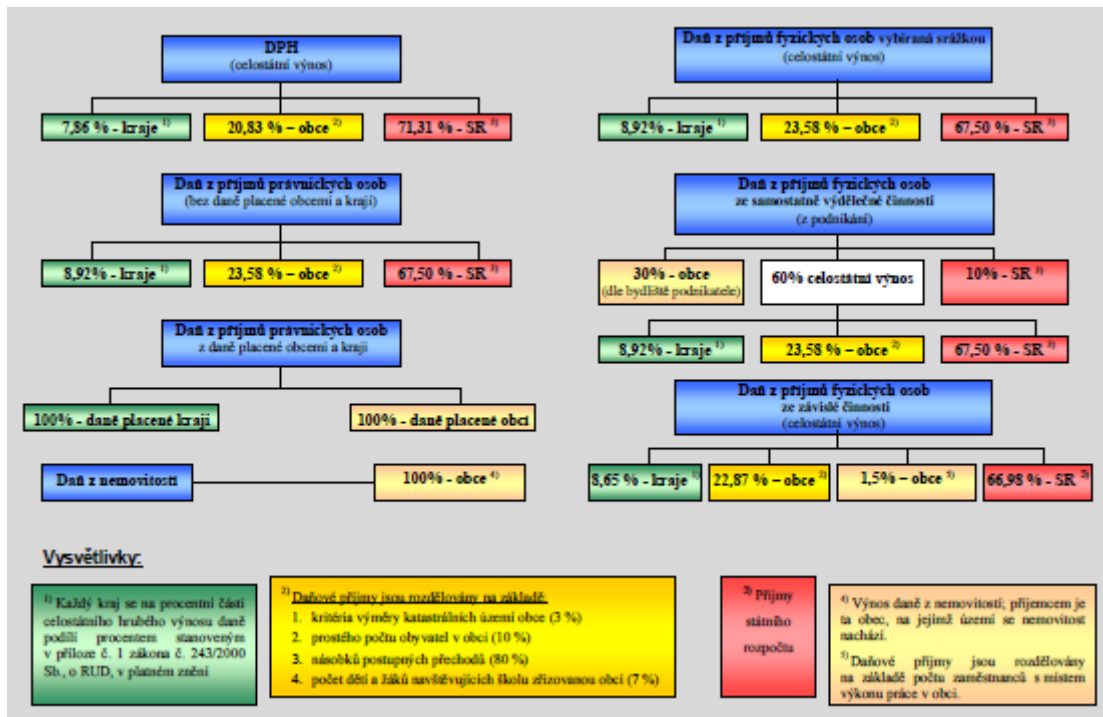 DPH
(celostátní výnos)
7,86 % - kraje 1)
20,83 % – obce 2)
71,31 % - SR 3)
Daň z příjmů fyzických osob vybíraná srážkou
(celostátní výnos)
8,92% - kraje 1)
23,58 % – obce 2)
67,50 % - SR 3)
Daň z příjmů právnických osob
(bez daně placené obcemi a kraji)
8,92% - kraje 1)
23,58 % – obce 2)
67,50 % - SR 3)
Daň z příjmů fyzických osob
ze samostatně výdělečné činnosti
(z podnikání)
30% - obce
(dle bydliště podnikatele)
60% celostátní výnos
10% - SR 3)
8,92% - kraje 1)
23,58 % – obce 2)
67,50 % - SR 3)
Daň z příjmů právnických osob
z daně placené obcemi a kraji
100% - daně placené kraji
100% - daně placené obcí
Daň z příjmů fyzických osob
ze závislé činnosti
(celostátní výnos)
8,65 % - kraje 1)
22,87 % – obce 2)
1,5% – obce 5)
66,98 % - SR 3)
Daň z nemovitostí
100% - obce 4)
Vysvětlivky:
1) Každý kraj se na procentní části
celostátního hrubého výnosu daně
podílí procentem stanoveným
v příloze č. 1 zákona č. 243/2000
Sb., o RUD, v platném znění
2) Daňové příjmy jsou rozdělovány na základě:
1. kritéria výměry katastrálních území obce (3 %)
2. prostého počtu obyvatel v obci (10 %)
3. násobků postupných přechodů (80 %)
4. počet dětí a žáků navštěvujících školu zřizovanou obcí (7 %)
3) Příjmy
státního
rozpočtu
4) Výnos daně z nemovitostí; příjemcem je
ta obec, na jejímž území se nemovitost
nachází.
5) Daňové příjmy jsou rozdělovány
na základě počtu zaměstnanců s místem
výkonu práce v obci.